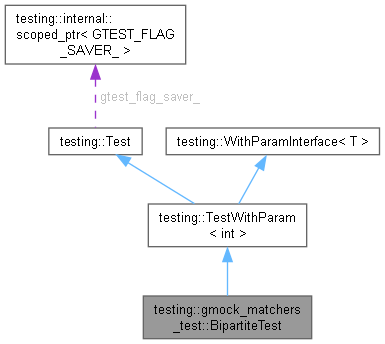 testing::internal::
scoped_ptr< GTEST_FLAG
_SAVER_ >
gtest_flag_saver_
testing::Test
testing::WithParamInterface< T >
testing::TestWithParam
< int >
testing::gmock_matchers
_test::BipartiteTest